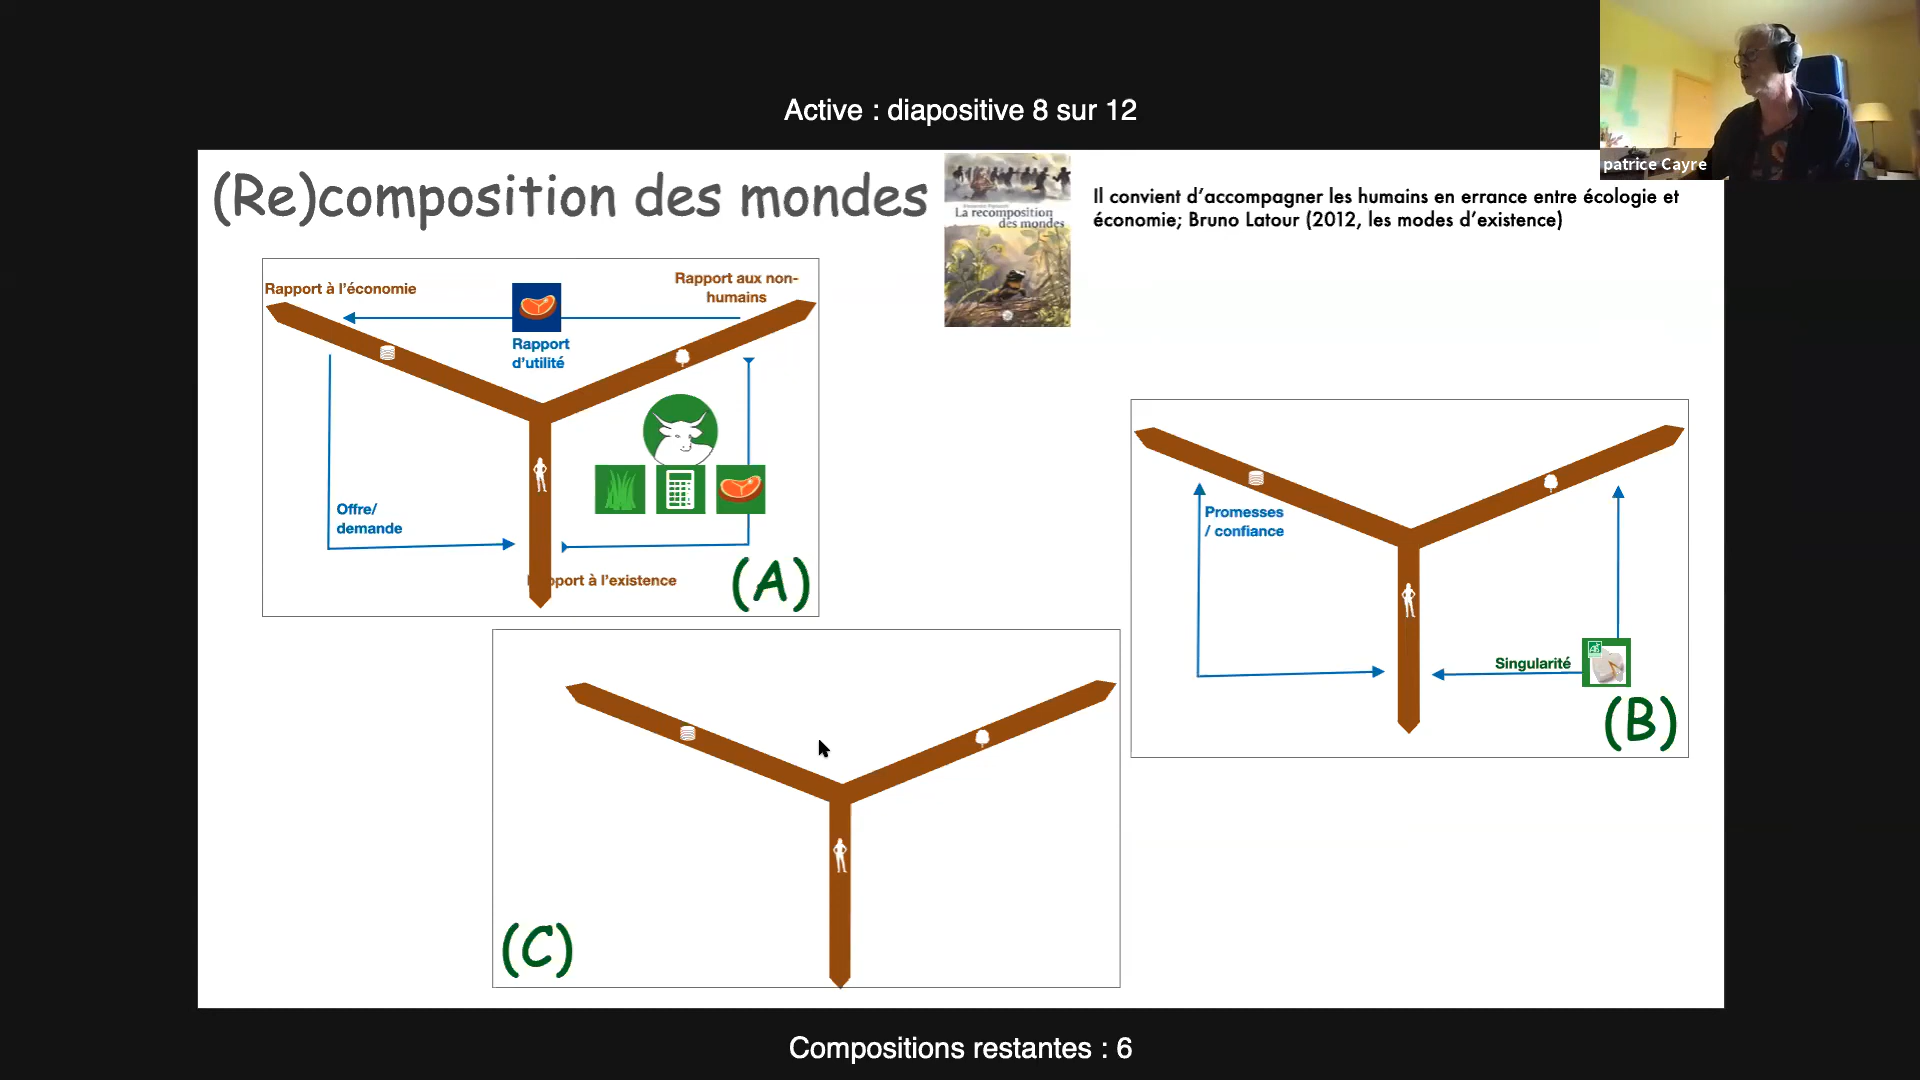 Active : diapositive 8 sur 12
patrice Cayre
(Re)composition des mondes
La recomposition
des mondes
Il convient d’accompagner les humains en errance entre écologie et
économie; Bruno Latour (2012, les modes d’existence)
Rapport à l’économie
Rapport aux non-
humains
Rapport
d’utilité
Offre/
demande
pport à l’existence
(A)
Promesses
/ confiance
AB
Singularité
(B)
(C)
Compositions restantes : 6